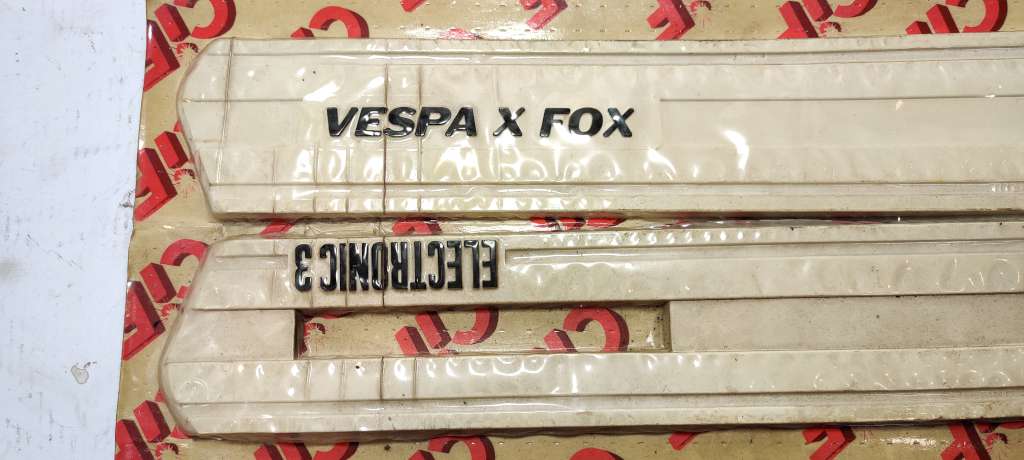 VESPA X FOX
ELECTRONIC 3